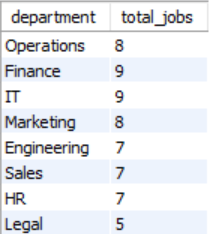 department total_jobs
Operations 8
Finance 9
IT 9
Marketing 8
Engineering 7
Sales 7
HR 7
Legal 5